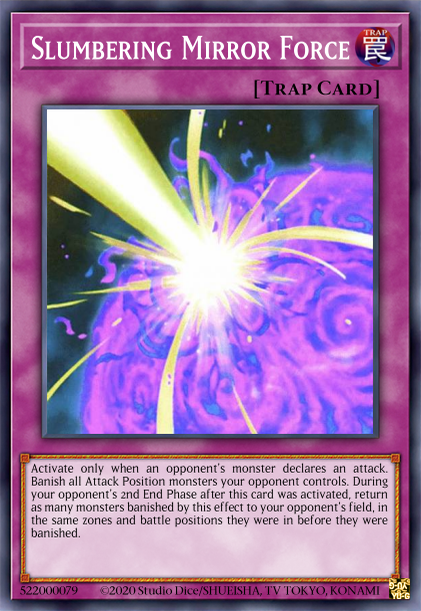 SLUMBERING MIRROR FORCE
TRAP
罠
[TRAP CARD]
Activate only when an opponent's monster declares an attack.
Banish all Attack Position monsters your opponent controls. During
your opponent's 2nd End Phase after this card was activated, return
as many monsters banished by this effect to your opponent's field, in
the same zones and battle positions they were in before they were
banished.
522000079 ©2020 Studio Dice/SHUEISHA, TV TOKYO, KONAMI